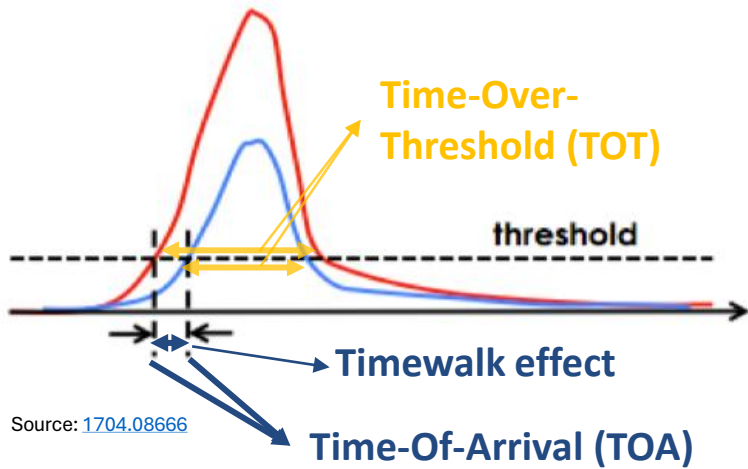 Time-Over-
Threshold (TOT)
threshold
Timewalk effect
Source: 1704.08666
Time-Of-Arrival (TOA)